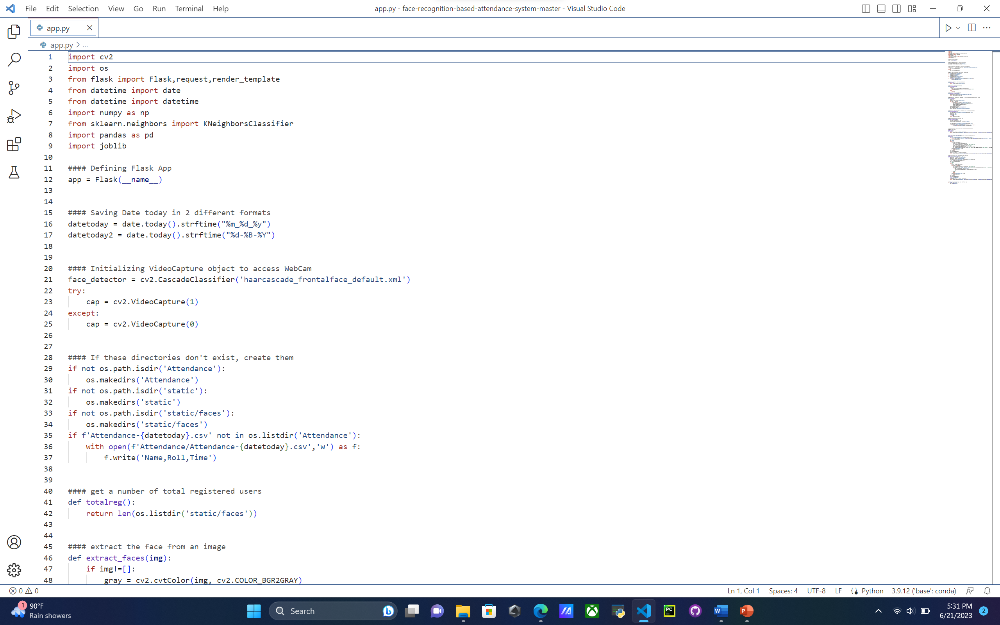 File Edit Selection View Go Run Terminal Help app.py - face-recognition-based-attendance-system-master - Visual Studio Code
app.py
app.py > ...
1 import cv2
2 import os
3 from flask import Flask,request,render_template
4 from datetime import date
5 from datetime import datetime
6 import numpy as np
7 from sklearn.neighbors import KNeighborsClassifier
8 import pandas as pd
9 import joblib
10
11 #### Defining Flask App
12 app = Flask(__name__)
13
14
15 #### Saving Date today in 2 different formats
16 datetoday = date.today().strftime("%m_%d_%y")
17 datetoday2 = date.today().strftime("%d-%B-%Y")
18
19
20 #### Initializing VideoCapture object to access WebCam
21 face_detector = cv2.CascadeClassifier('haarcascade_frontalface_default.xml')
22 try:
23     cap = cv2.VideoCapture(1)
24 except:
25     cap = cv2.VideoCapture(0)
26
27
28 #### If these directories don't exist, create them
29 if not os.path.isdir('Attendance'):
30     os.makedirs('Attendance')
31 if not os.path.isdir('static'):
32     os.makedirs('static')
33 if not os.path.isdir('static/faces'):
34     os.makedirs('static/faces')
35 if f'Attendance-{datetoday}.csv' not in os.listdir('Attendance'):
36     with open(f'Attendance/Attendance-{datetoday}.csv','w') as f:
37         f.write('Name,Roll,Time')
38
39
40 #### get a number of total registered users
41 def totalreg():
42     return len(os.listdir('static/faces'))
43
44
45 #### extract the face from an image
46 def extract_faces(img):
47     if img!=[]:
48         gray = cv2.cvtColor(img, cv2.COLOR_BGR2GRAY)
0 0 Ln 1, Col 1 Spaces: 4 UTF-8 LF Python 3.9.12 ('base': conda)
1 90°F
Rain showers
Search
PC
W
P
5:31 PM
6/21/2023
2